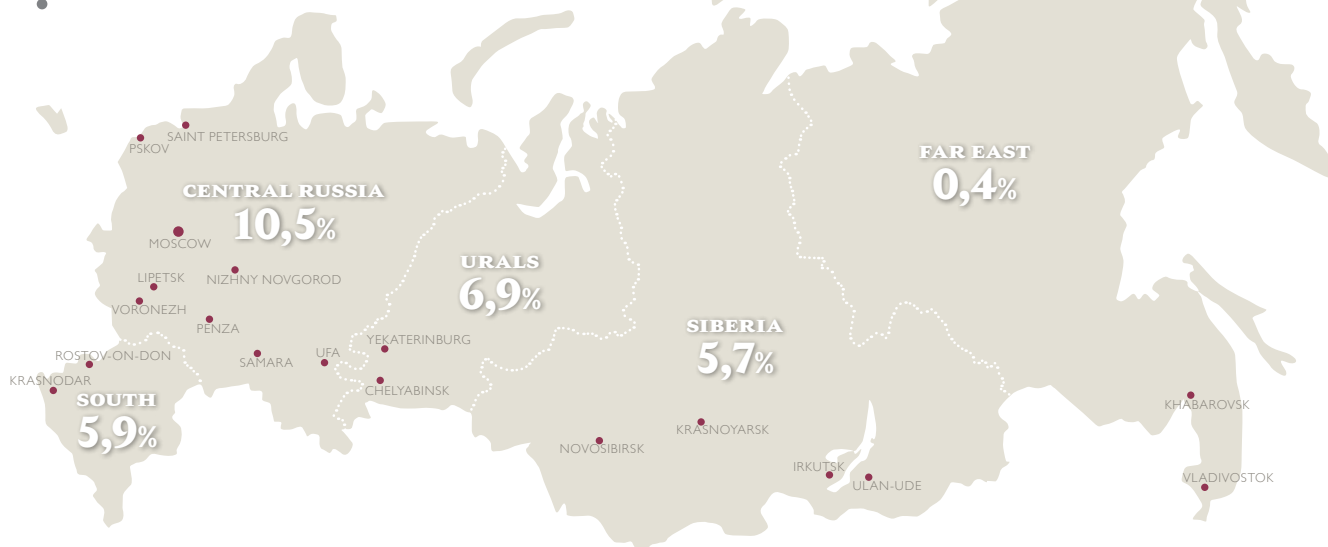 SAINT PETERSBURG
PSKOV
FAR EAST
0,4%
CENTRAL RUSSIA
10,5%
MOSCOW
URALS
6,9%
LIPETSK
NIZHNY NOVGOROD
VORONEZH
PENZA
SIBERIA
5,7%
YEKATERINBURG
UFA
ROSTOV-ON-DON
SAMARA
KRASNODAR
CHELYABINSK
SOUTH
5,9%
KHABAROVSK
KRASNOYARSK
NOVOSIBIRSK
IRKUTSK
ULAN-UDE
VLADIVOSTOK